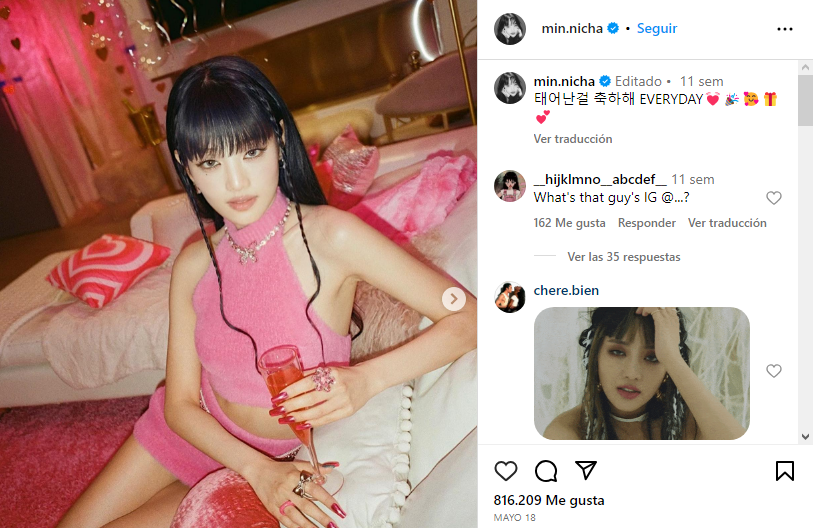 min.nicha • Seguir
min.nicha Editado • 11 sem
태어난걸 축하해 EVERYDAY💓 🎉 🥰 🎁
💕
Ver traducción
__hijklmno__abcdef__ 11 sem
What's that guy's IG @...?
162 Me gusta Responder Ver traducción
Ver las 35 respuestas
chere.bien
816.209 Me gusta
MAYO 18